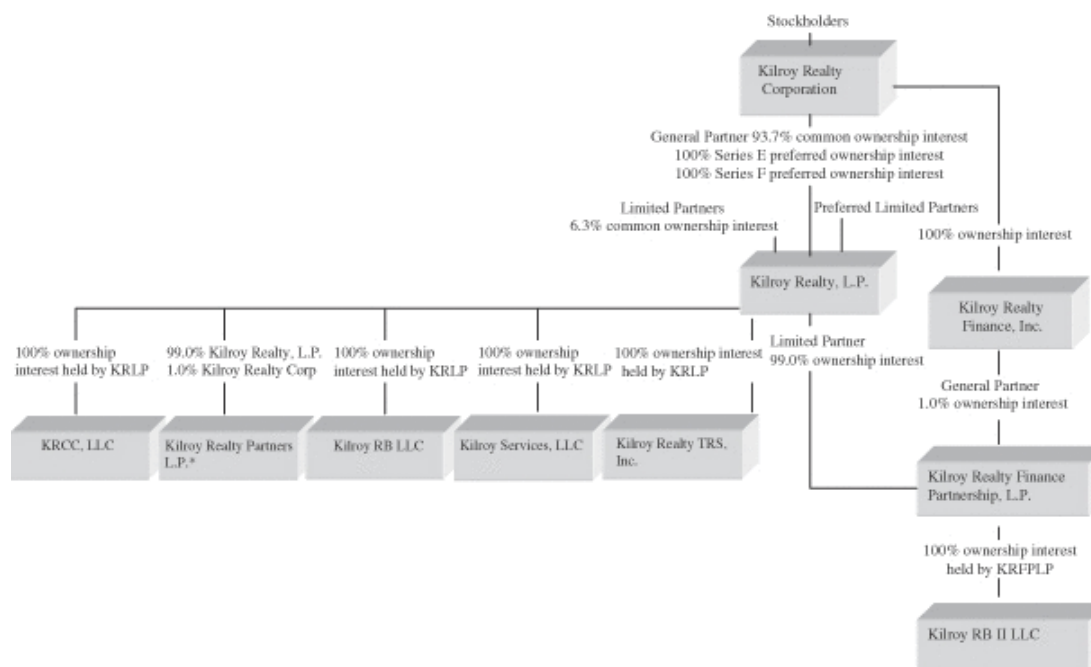 Stockholders
Kilroy Realty
Corporation
General Partner 93.7% common ownership interest
100% Series E preferred ownership interest
100% Series F preferred ownership interest
Limited Partners
6.3% common ownership interest
Preferred Limited Partners
100% ownership interest
Kilroy Realty, L.P.
Kilroy Realty
Finance, Inc.
100% ownership
interest held by KRLP
99.0% Kilroy Realty, L.P.
1.0% Kilroy Realty Corp
100% ownership
interest held by KRLP
100% ownership
interest held by KRLP
100% ownership interest
held by KRLP
Limited Partner
99.0% ownership interest
General Partner
1.0% ownership interest
KRCC, LLC
Kilroy Realty Partners
L.P.*
Kilroy RB LLC
Kilroy Services, LLC
Kilroy Realty TRS,
Inc.
Kilroy Realty Finance
Partnership, L.P.
100% ownership interest
held by KRFPLP
Kilroy RB II LLC